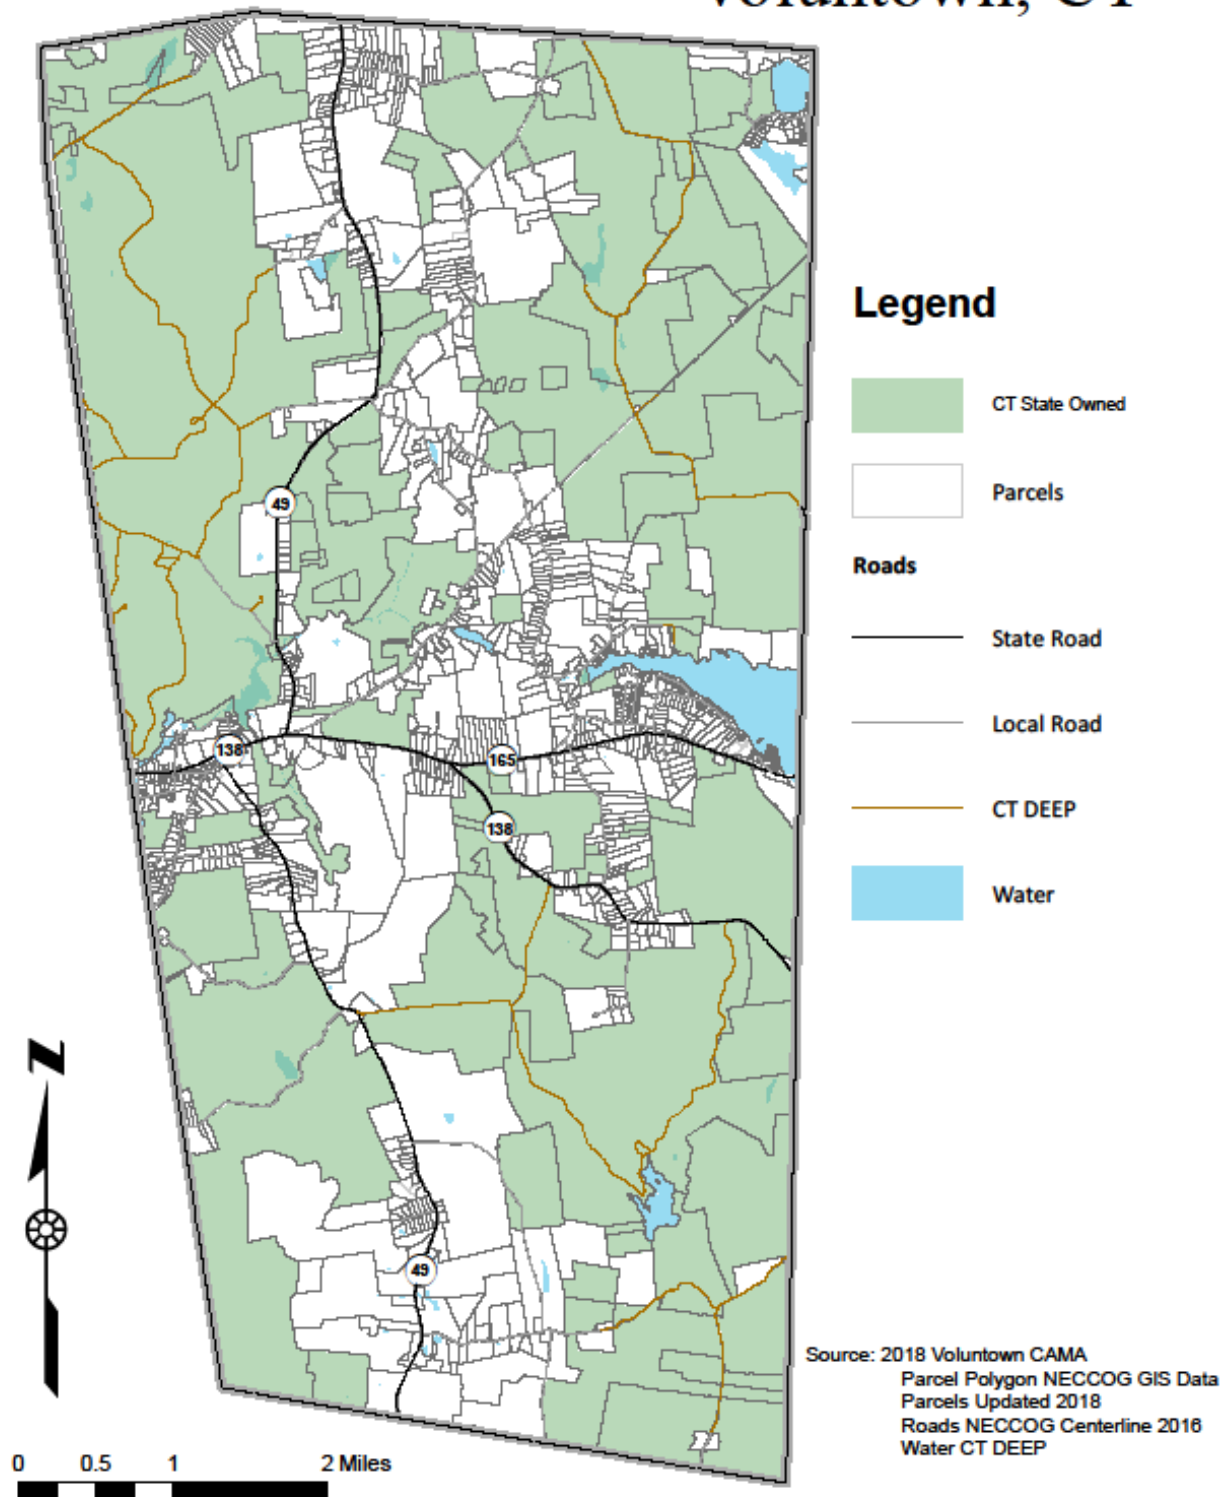 Voluntown, CT
49
138
165
138
49
Legend
CT State Owned
Parcels
Roads
State Road
Local Road
CT DEEP
Water
N
Source: 2018 Voluntown CAMA
Parcel Polygon NECCOG GIS Data
Parcels Updated 2018
Roads NECCOG Centerline 2016
Water CT DEEP
0 0.5 1 2 Miles